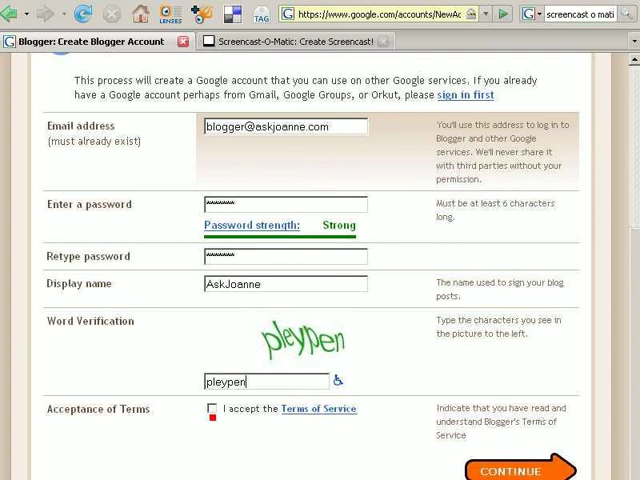 LENSES
TAG
https://www.google.com/accounts/NewAc
screencast o mati
Blogger: Create Blogger Account
Screencast-O-Matic: Create Screencast!
This process will create a Google account that you can use on other Google services. If you already
have a Google account perhaps from Gmail, Google Groups, or Orkut, please sign in first
Email address
(must already exist)
blogger@askjoanne.com
You'll use this address to log in to
Blogger and other Google
services. We'll never share it
with third parties without your
permission.
Enter a password
*******
Must be at least 6 characters
long.
Password strength: Strong
Retype password
*******
Display name
AskJoanne
The name used to sign your blog
posts.
Word Verification
Type the characters you see in
the picture to the left.
pleypen
pleypen
Acceptance of Terms
I accept the Terms of Service
Indicate that you have read and
understand Blogger's Terms of
Service
CONTINUE